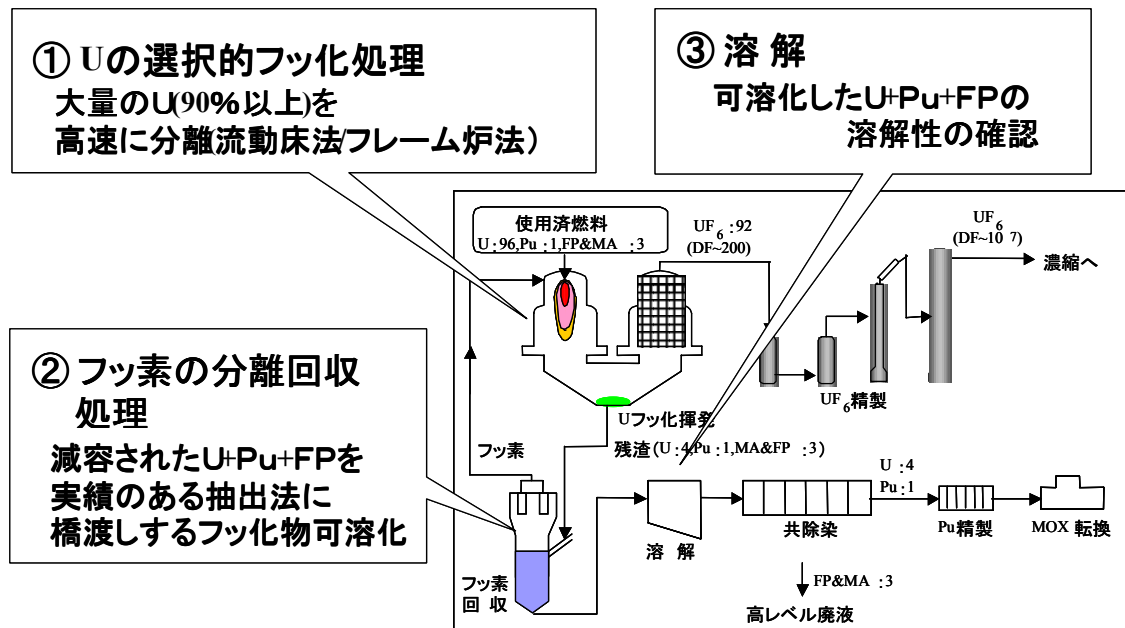 ① Uの選択的フッ化処理
大量のU(90%以上)を
高速に分離流動床法/フレーム炉法）
③ 溶 解
可溶化したU+Pu+FPの
溶解性の確認
② フッ素の分離回収
処理
減容されたU+Pu+FPを
実績のある抽出法に
橋渡しするフッ化物可溶化
使用済燃料
U:96,Pu:1,FP&MA :3
UF6:92
(DF~200)
UF6
(DF~10 7)
濃縮へ
UF6精製
Uフッ化揮発
残渣(U:4,Pu:1,MA&FP :3)
フッ素
フッ素
回 収
溶 解
共除染
U :4
Pu:1
Pu精製
MOX 転換
FP&MA :3
高レベル廃液